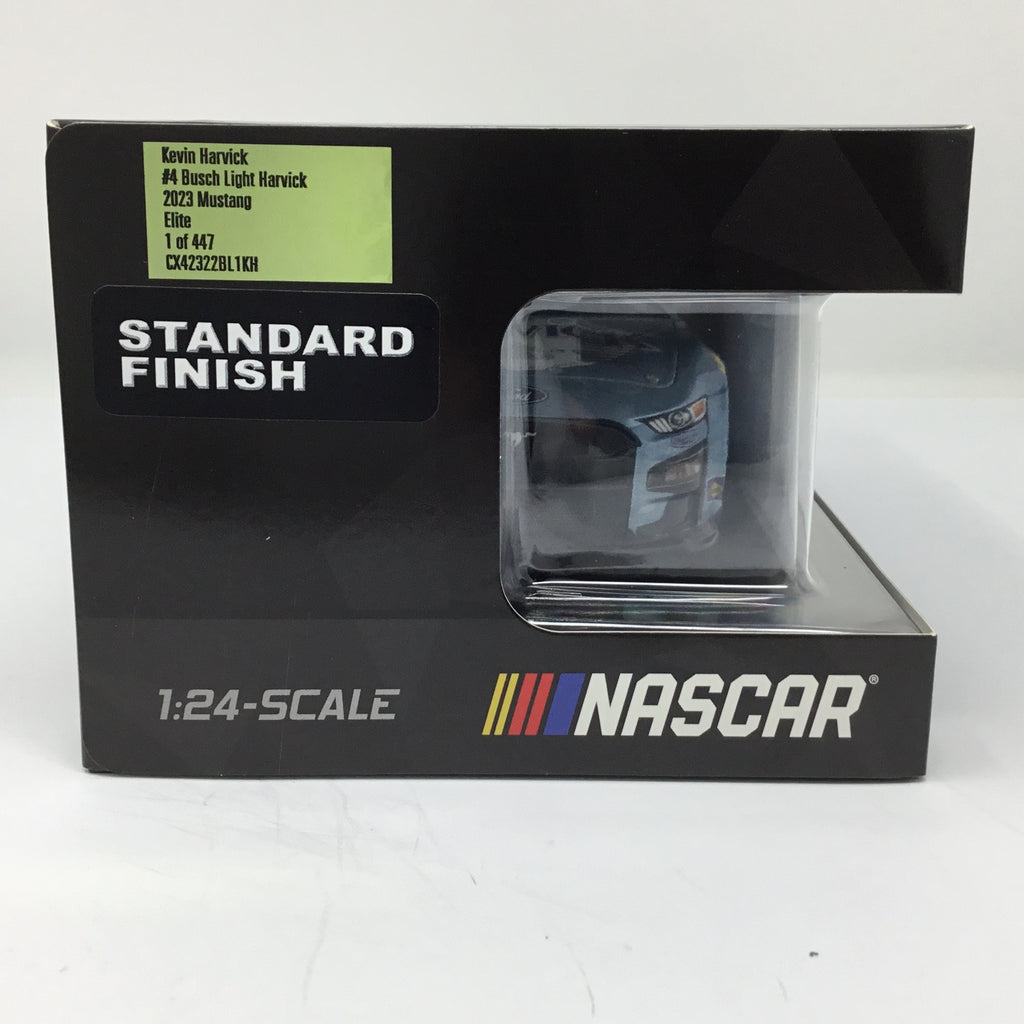 Kevin Harvick
#4 Busch Light Harvick
2023 Mustang
Elite
1 of 447
CX42322BL1KH
STANDARD
FINISH
1:24-SCALE
NASCAR®